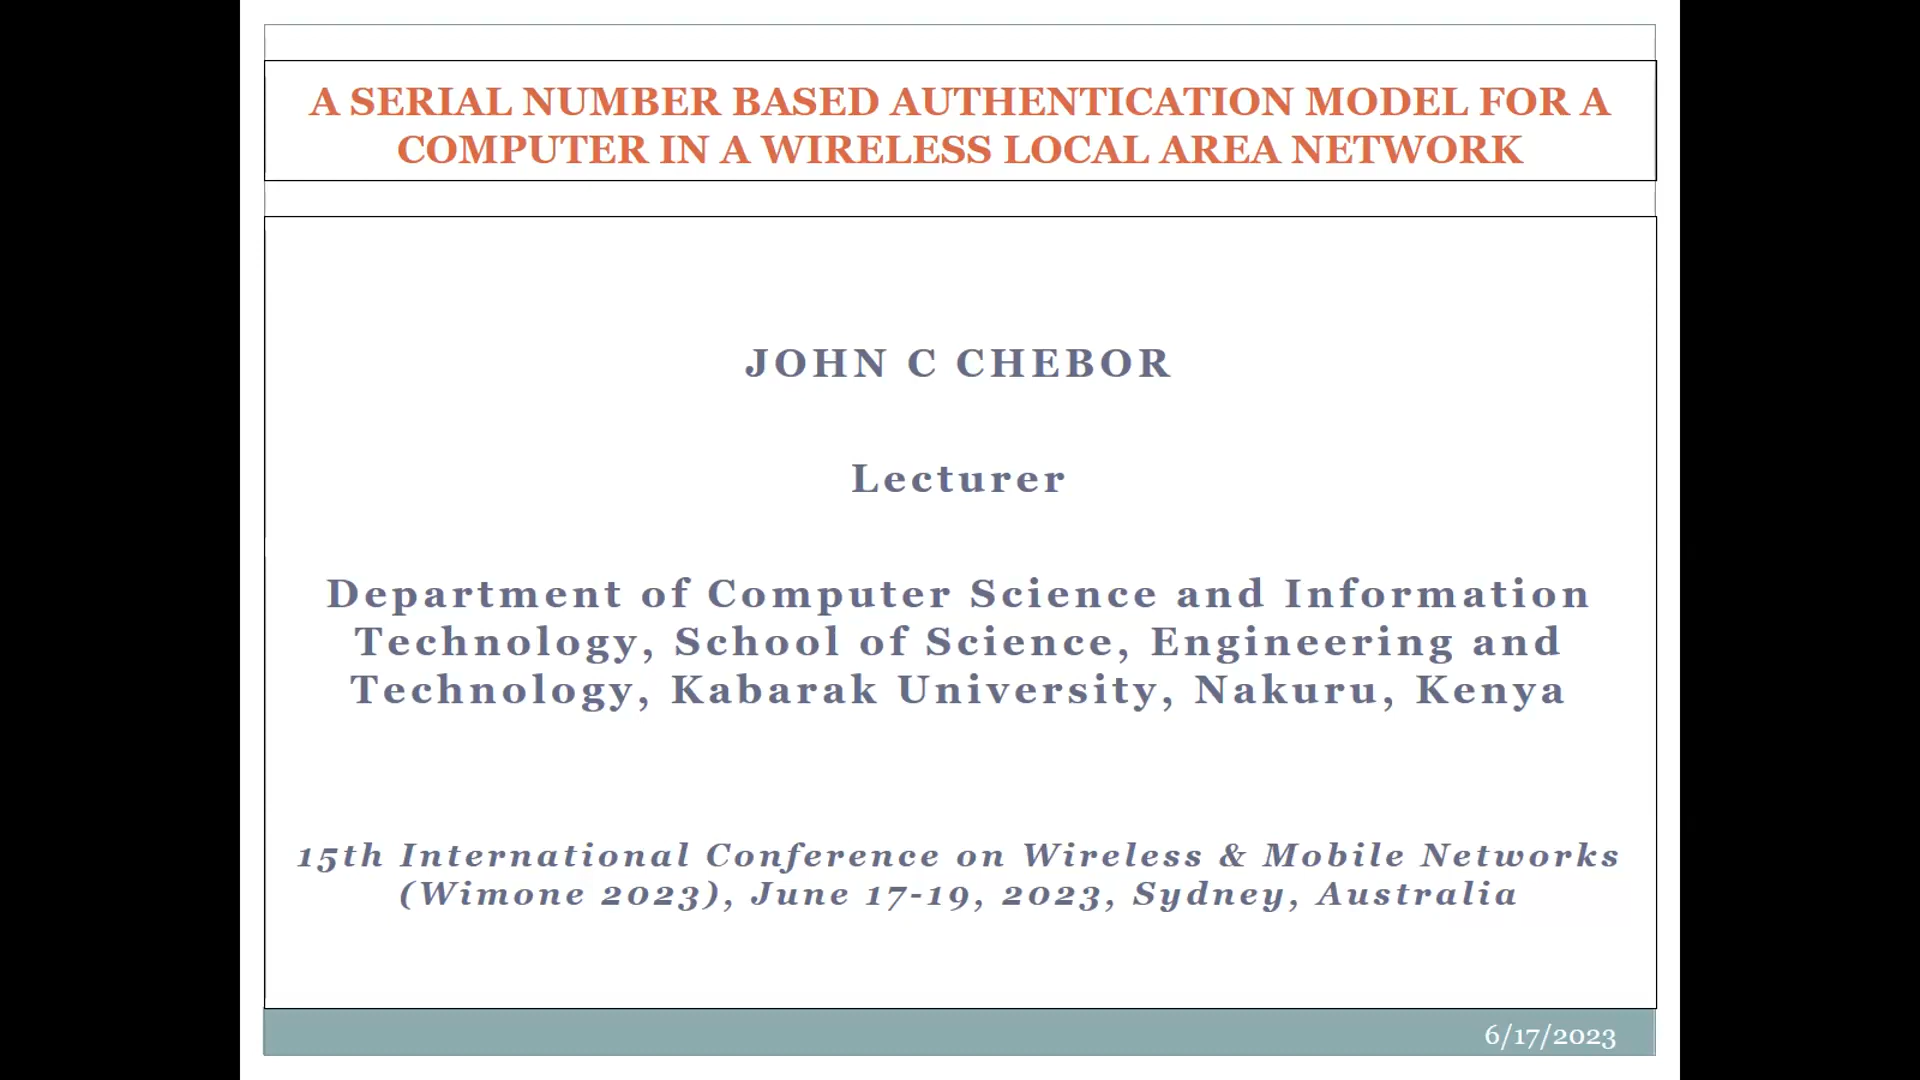 A SERIAL NUMBER BASED AUTHENTICATION MODEL FOR A
COMPUTER IN A WIRELESS LOCAL AREA NETWORK
JOHN C CHEBOR
Lecturer
Department of Computer Science and Information
Technology, School of Science, Engineering and
Technology, Kabarak University, Nakuru, Kenya
15th International Conference on Wireless & Mobile Networks
(Wimone 2023), June 17-19, 2023, Sydney, Australia
6/17/2023